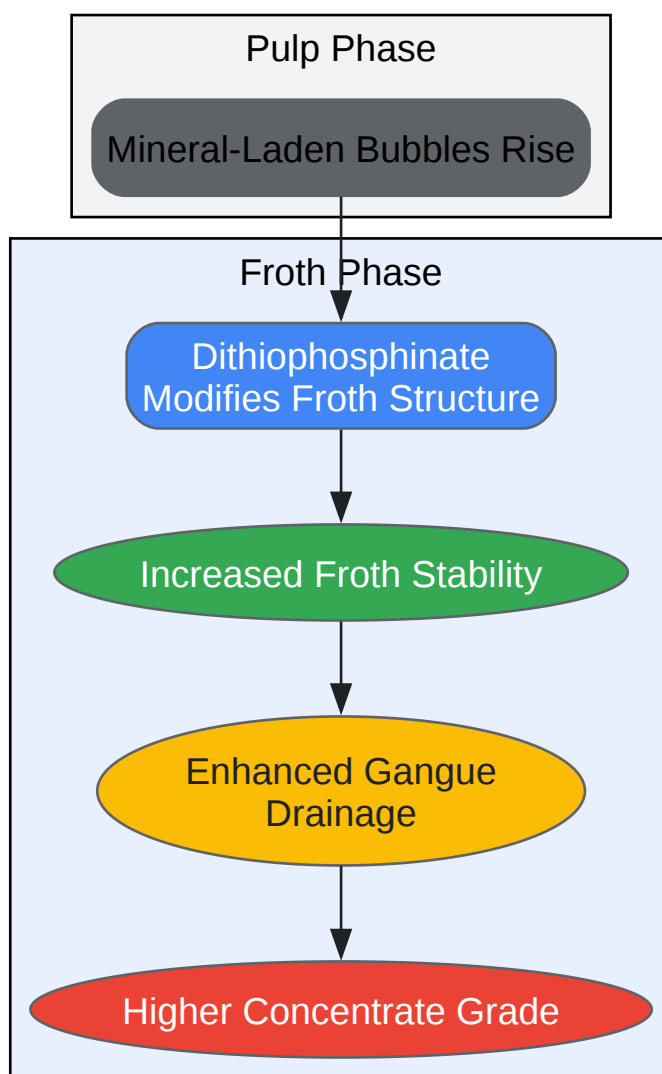 Pulp Phase
Mineral-Laden Bubbles Rise
Froth Phase
Dithiophosphinate
Modifies Froth Structure
Increased Froth Stability
Enhanced Gangue
Drainage
Higher Concentrate Grade